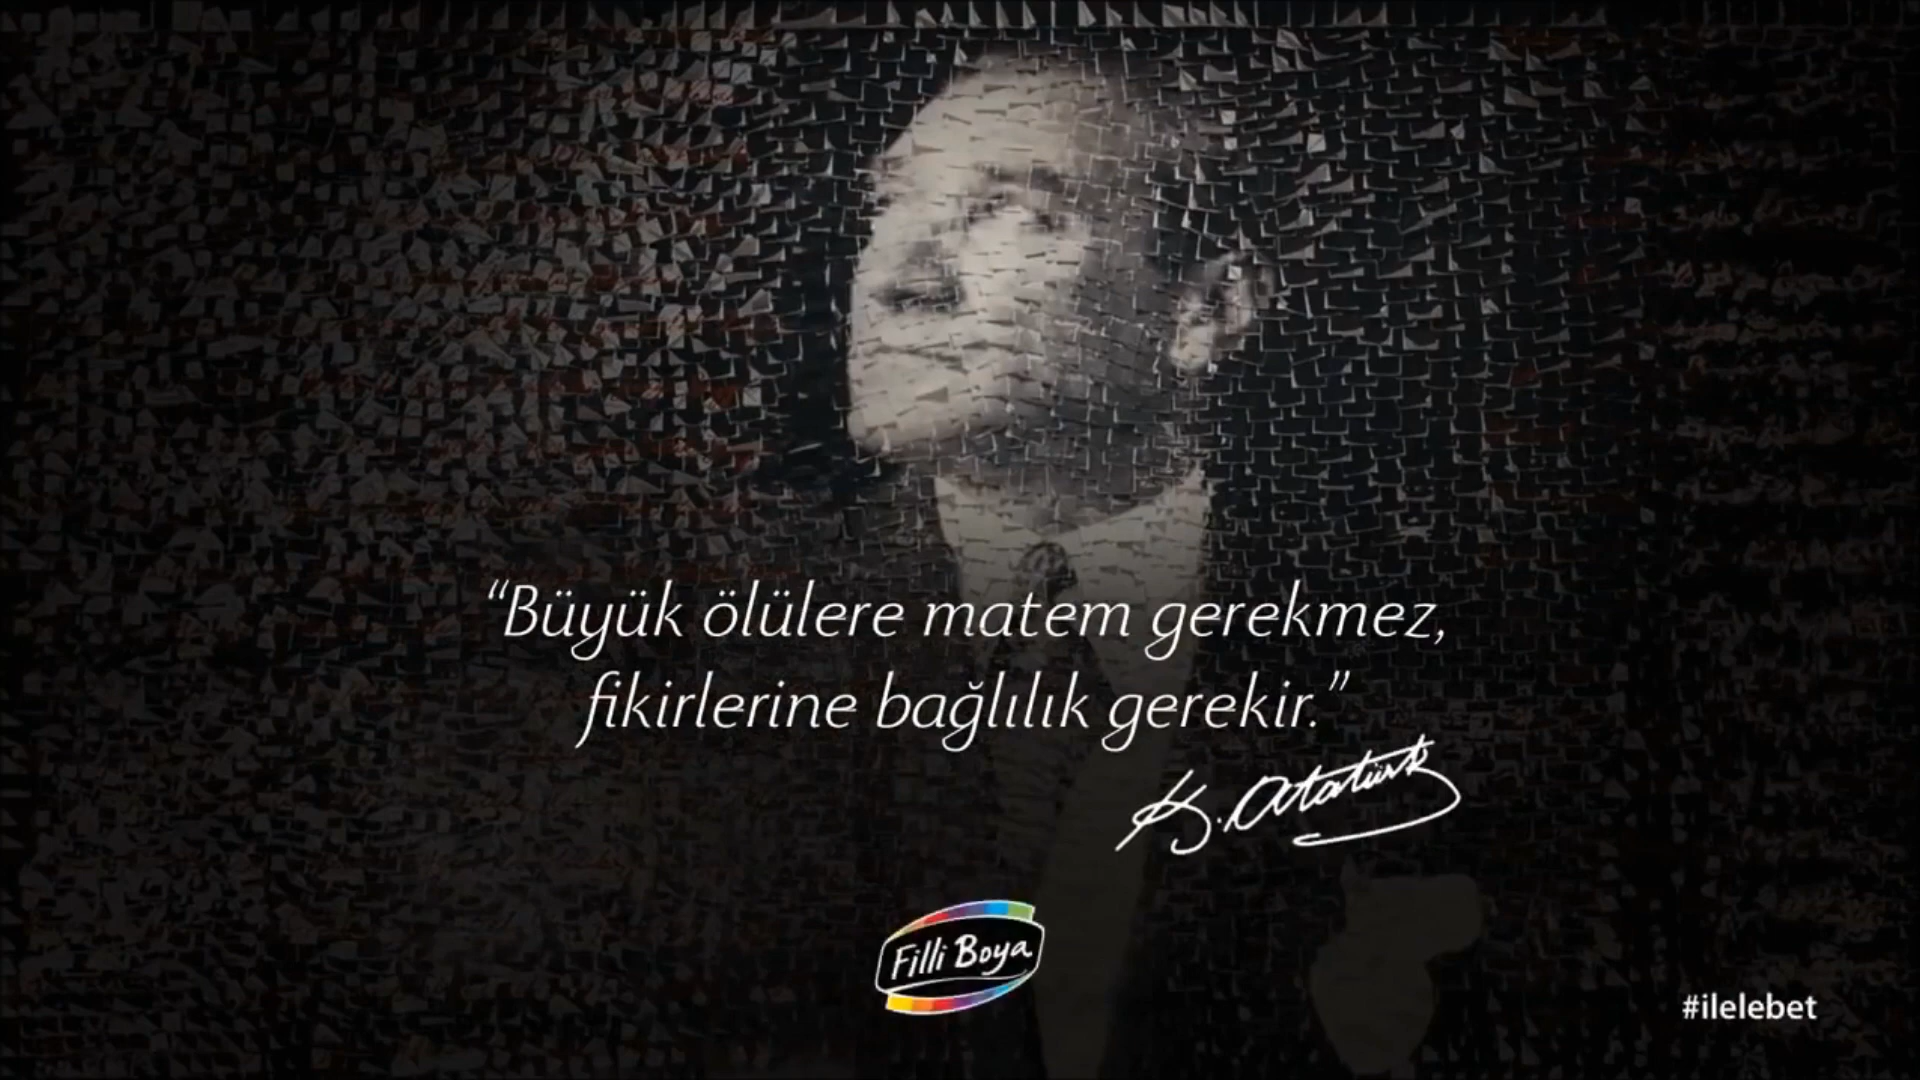 “Büyük ölülere matem gerekmez,
fikirlerine bağlılık gerekir.”
K. Atatürk
Filli Boya
#ilelebet